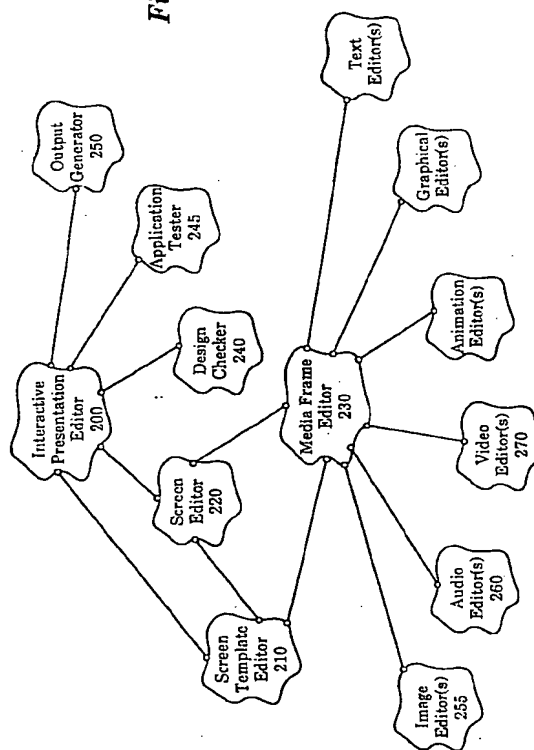 Fi
Interactive
Presentation
Editor
200
Output
Generator
250
Application
Tester
245
Design
Checker
240
Screen
Editor
220
Screen
Template
Editor
210
Media Frame
Editor
230
Image
Editor(s)
255
Audio
Editor(s)
260
Video
Editor(s)
270
Animation
Editor(s)
Graphical
Editor(s)
Text
Editor(s)